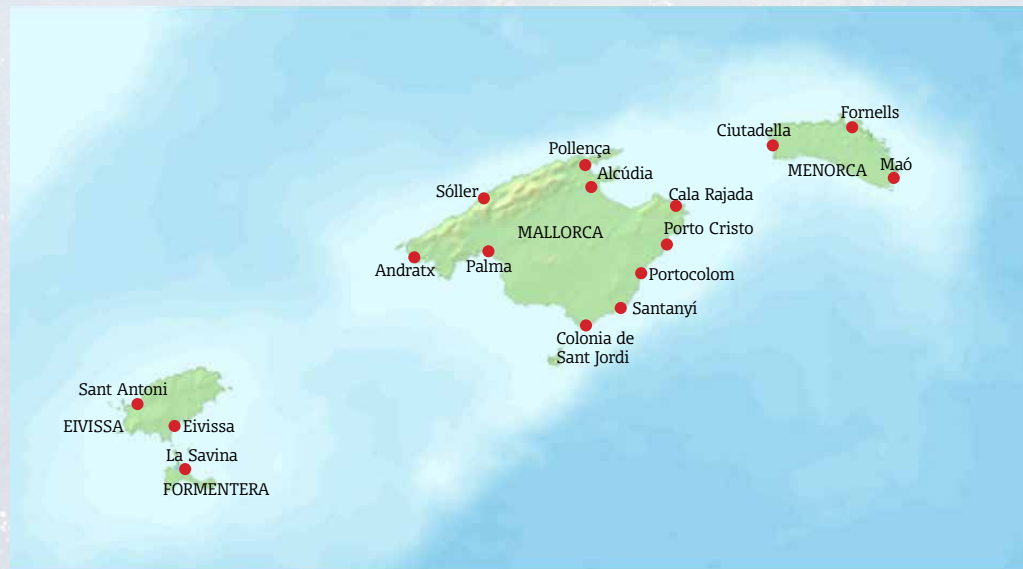 Fornells
Ciutadella
Pollença
Maó
MENORCA
Alcúdia
Sóller
Cala Rajada
Porto Cristo
MALLORCA
Andratx
Palma
Portocolom
Santanyí
Colonia de
Sant Jordi
Sant Antoni
EIVISSA
Eivissa
La Savina
FORMENTERA